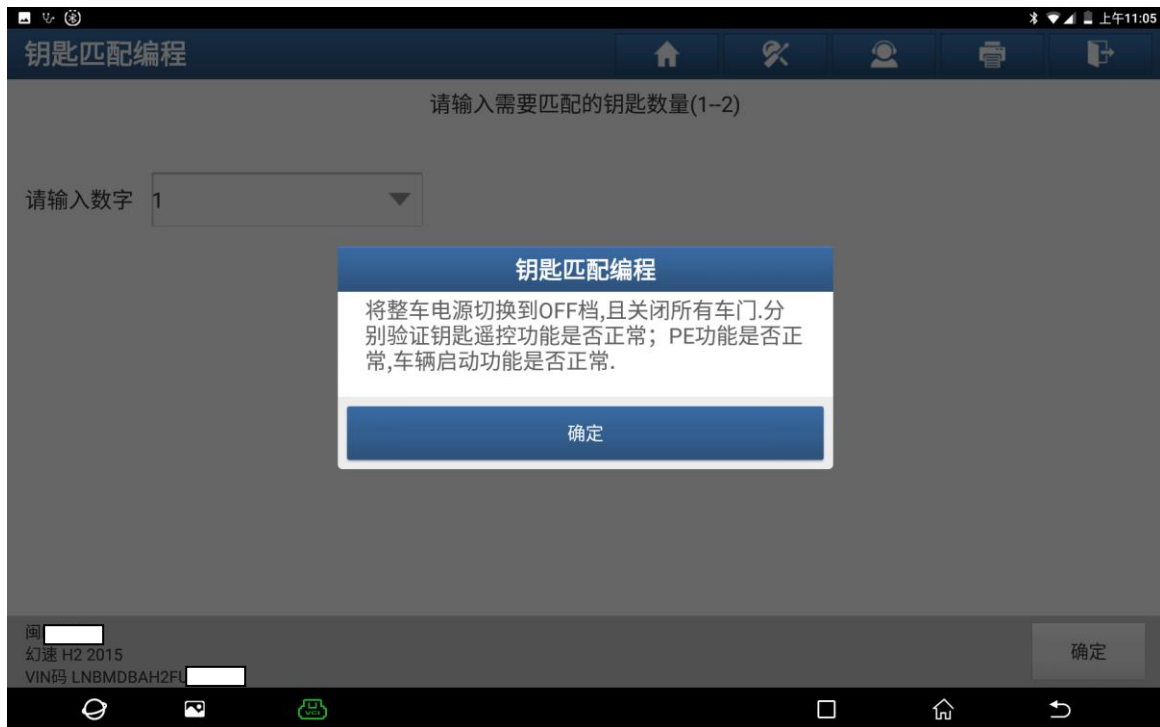 上午11:05
钥匙匹配编程
请输入需要匹配的钥匙数量(1--2)
请输入数字 1
钥匙匹配编程
将整车电源切换到OFF档,且关闭所有车门.分
别验证钥匙遥控功能是否正常；PE功能是否正
常,车辆启动功能是否正常.
确定
闽
幻速 H2 2015
VIN码 LNBMDBAH2FU
确定
VCI